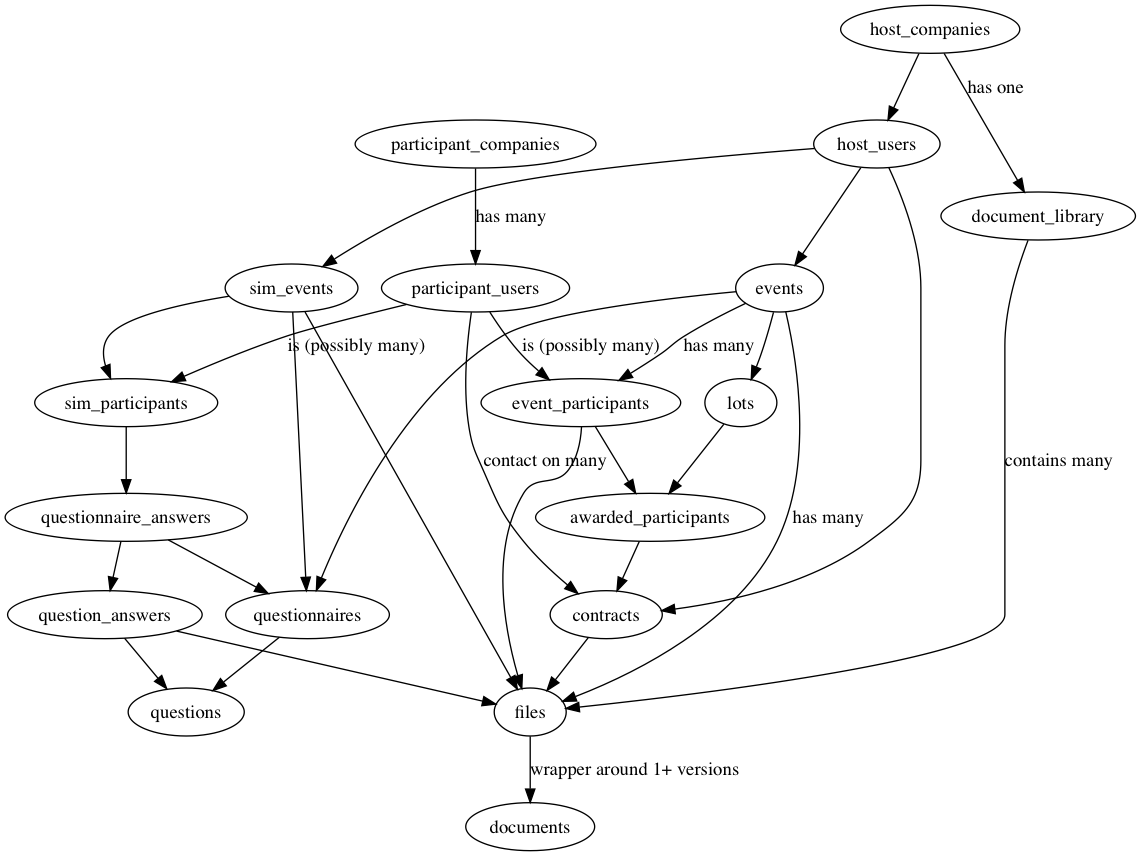 host_companies
has one
participant_companies
host_users
has many
document_library
sim_events
participant_users
events
is (possibly many)
is (possibly many)
has many
sim_participants
event_participants
lots
contact on many
contains many
questionnaire_answers
awarded_participants
has many
question_answers
questionnaires
contracts
questions
files
wrapper around 1+ versions
documents